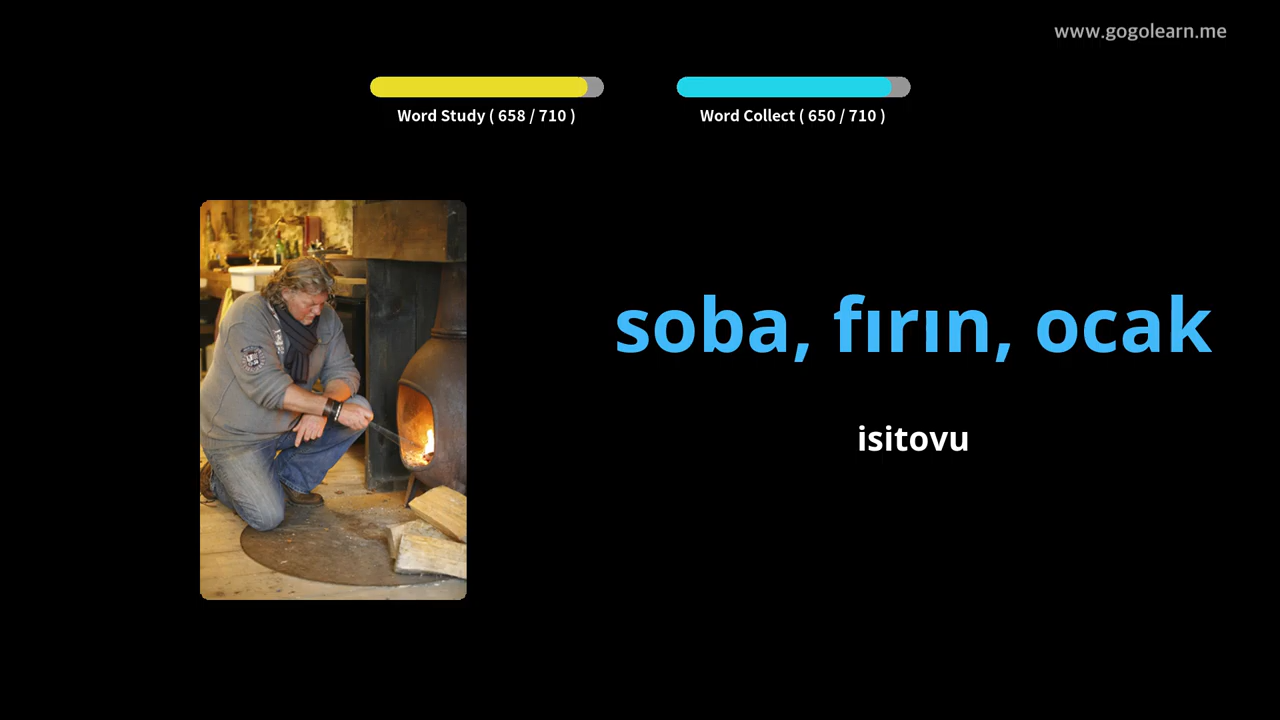 www.gogolearn.me
Word Study ( 658 / 710 )
Word Collect ( 650 / 710 )
soba, fırın, ocak
isitovu